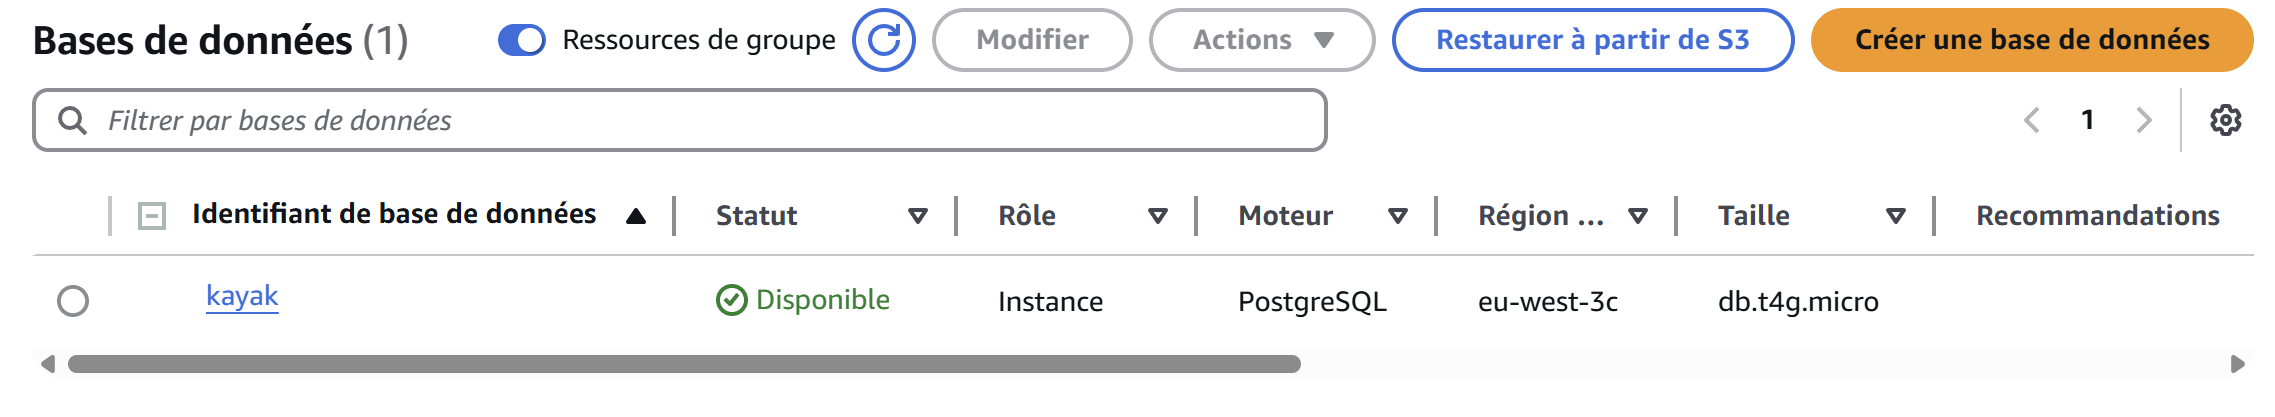 Bases de données (1)
Ressources de groupe
Modifier
Actions
Restaurer à partir de S3
Créer une base de données
Filtrer par bases de données
1
Identifiant de base de données
Statut
Rôle
Moteur
Région ...
Taille
Recommandations
kayak
Disponible
Instance
PostgreSQL
eu-west-3c
db.t4g.micro